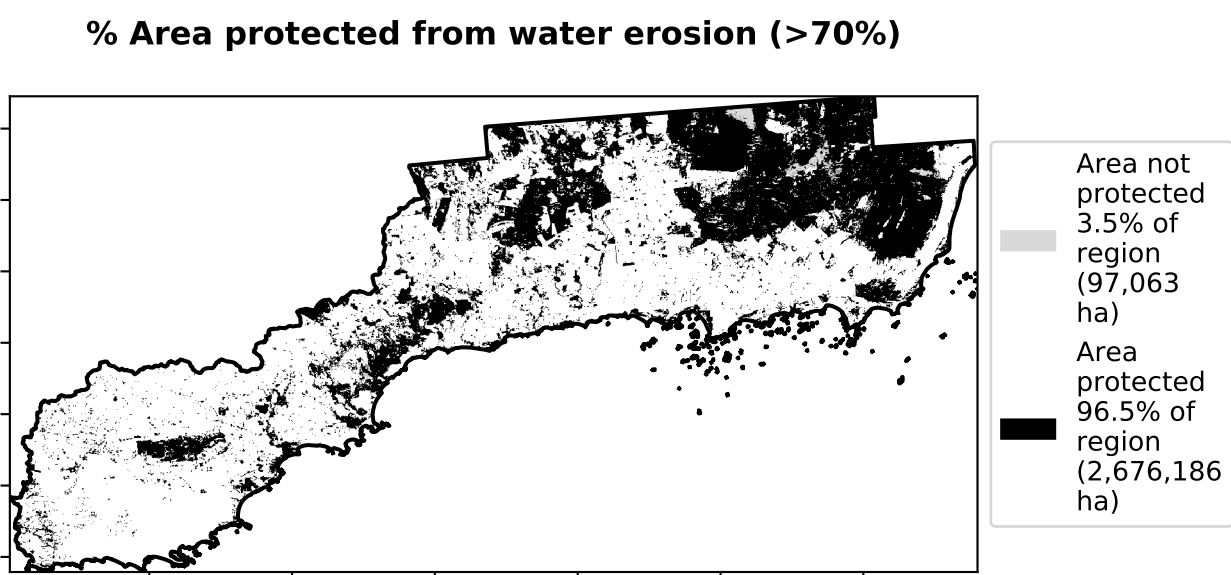 % Area protected from water erosion (>70%)
Area not
protected
3.5% of
region
(97,063
ha)
Area
protected
96.5% of
region
(2,676,186
ha)